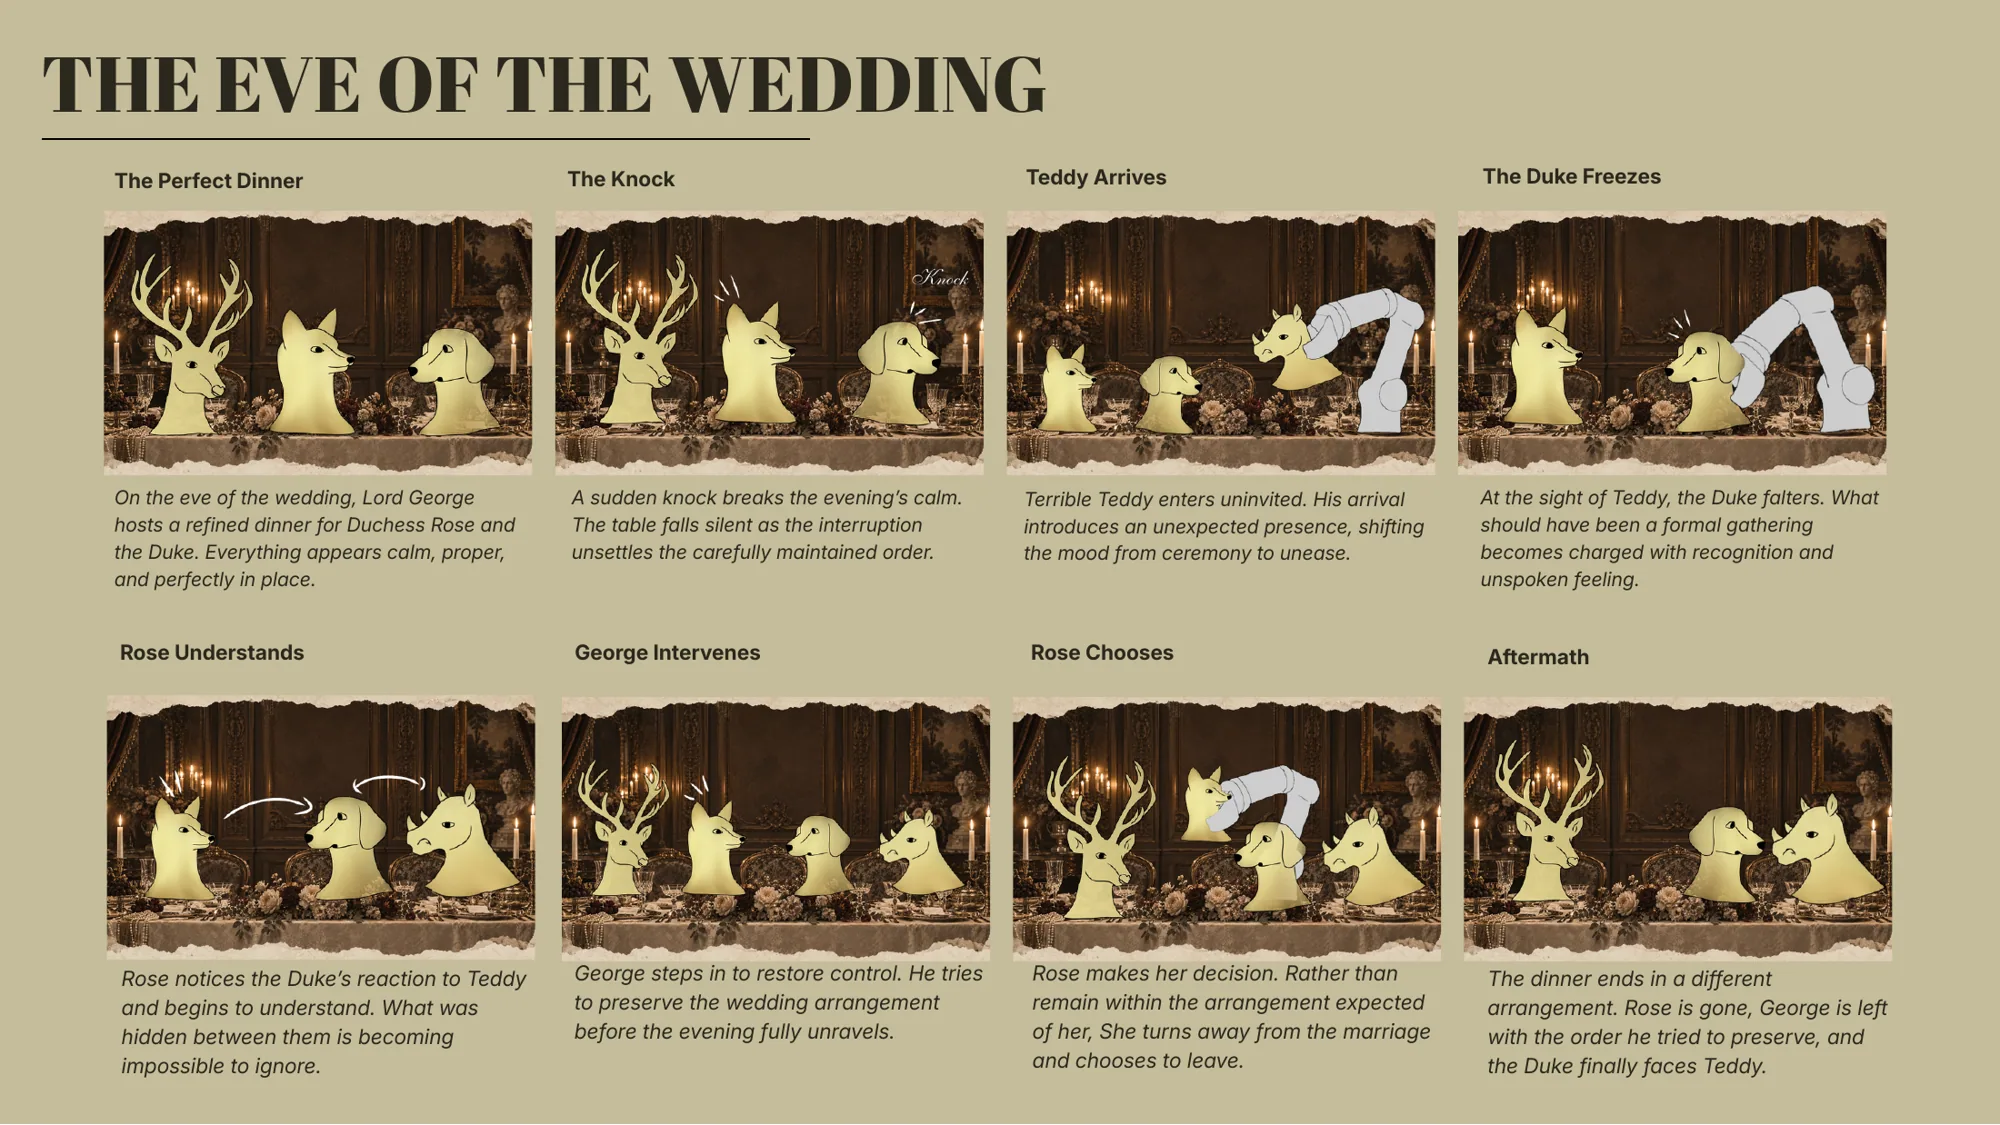 THE EVE OF THE WEDDING
The Perfect Dinner
On the eve of the wedding, Lord George
hosts a refined dinner for Duchess Rose and
the Duke. Everything appears calm, proper,
and perfectly in place.
The Knock
Knock
A sudden knock breaks the evening’s calm.
The table falls silent as the interruption
unsettles the carefully maintained order.
Teddy Arrives
Terrible Teddy enters uninvited. His arrival
introduces an unexpected presence, shifting
the mood from ceremony to unease.
The Duke Freezes
At the sight of Teddy, the Duke falters. What
should have been a formal gathering
becomes charged with recognition and
unspoken feeling.
Rose Understands
Rose notices the Duke’s reaction to Teddy
and begins to understand. What was
hidden between them is becoming
impossible to ignore.
George Intervenes
George steps in to restore control. He tries
to preserve the wedding arrangement
before the evening fully unravels.
Rose Chooses
Rose makes her decision. Rather than
remain within the arrangement expected
of her, She turns away from the marriage
and chooses to leave.
Aftermath
The dinner ends in a different
arrangement. Rose is gone, George is left
with the order he tried to preserve, and
the Duke finally faces Teddy.